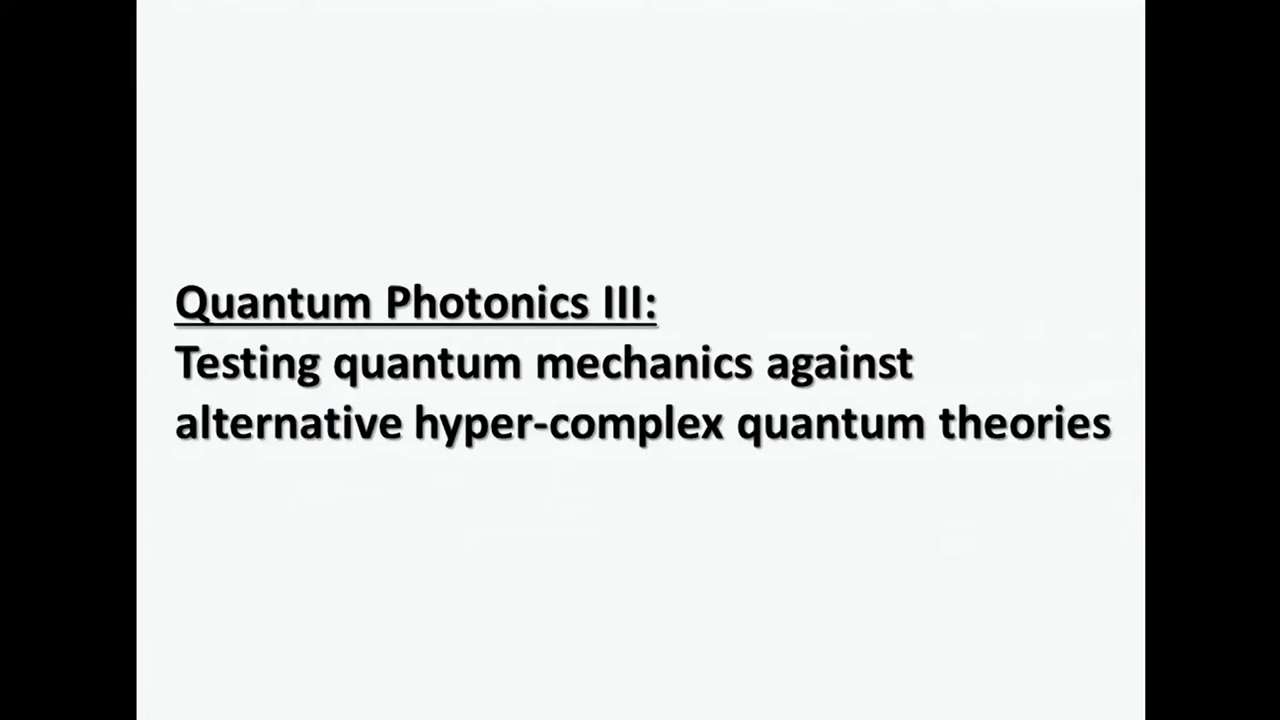 Quantum Photonics III:
Testing quantum mechanics against
alternative hyper-complex quantum theories